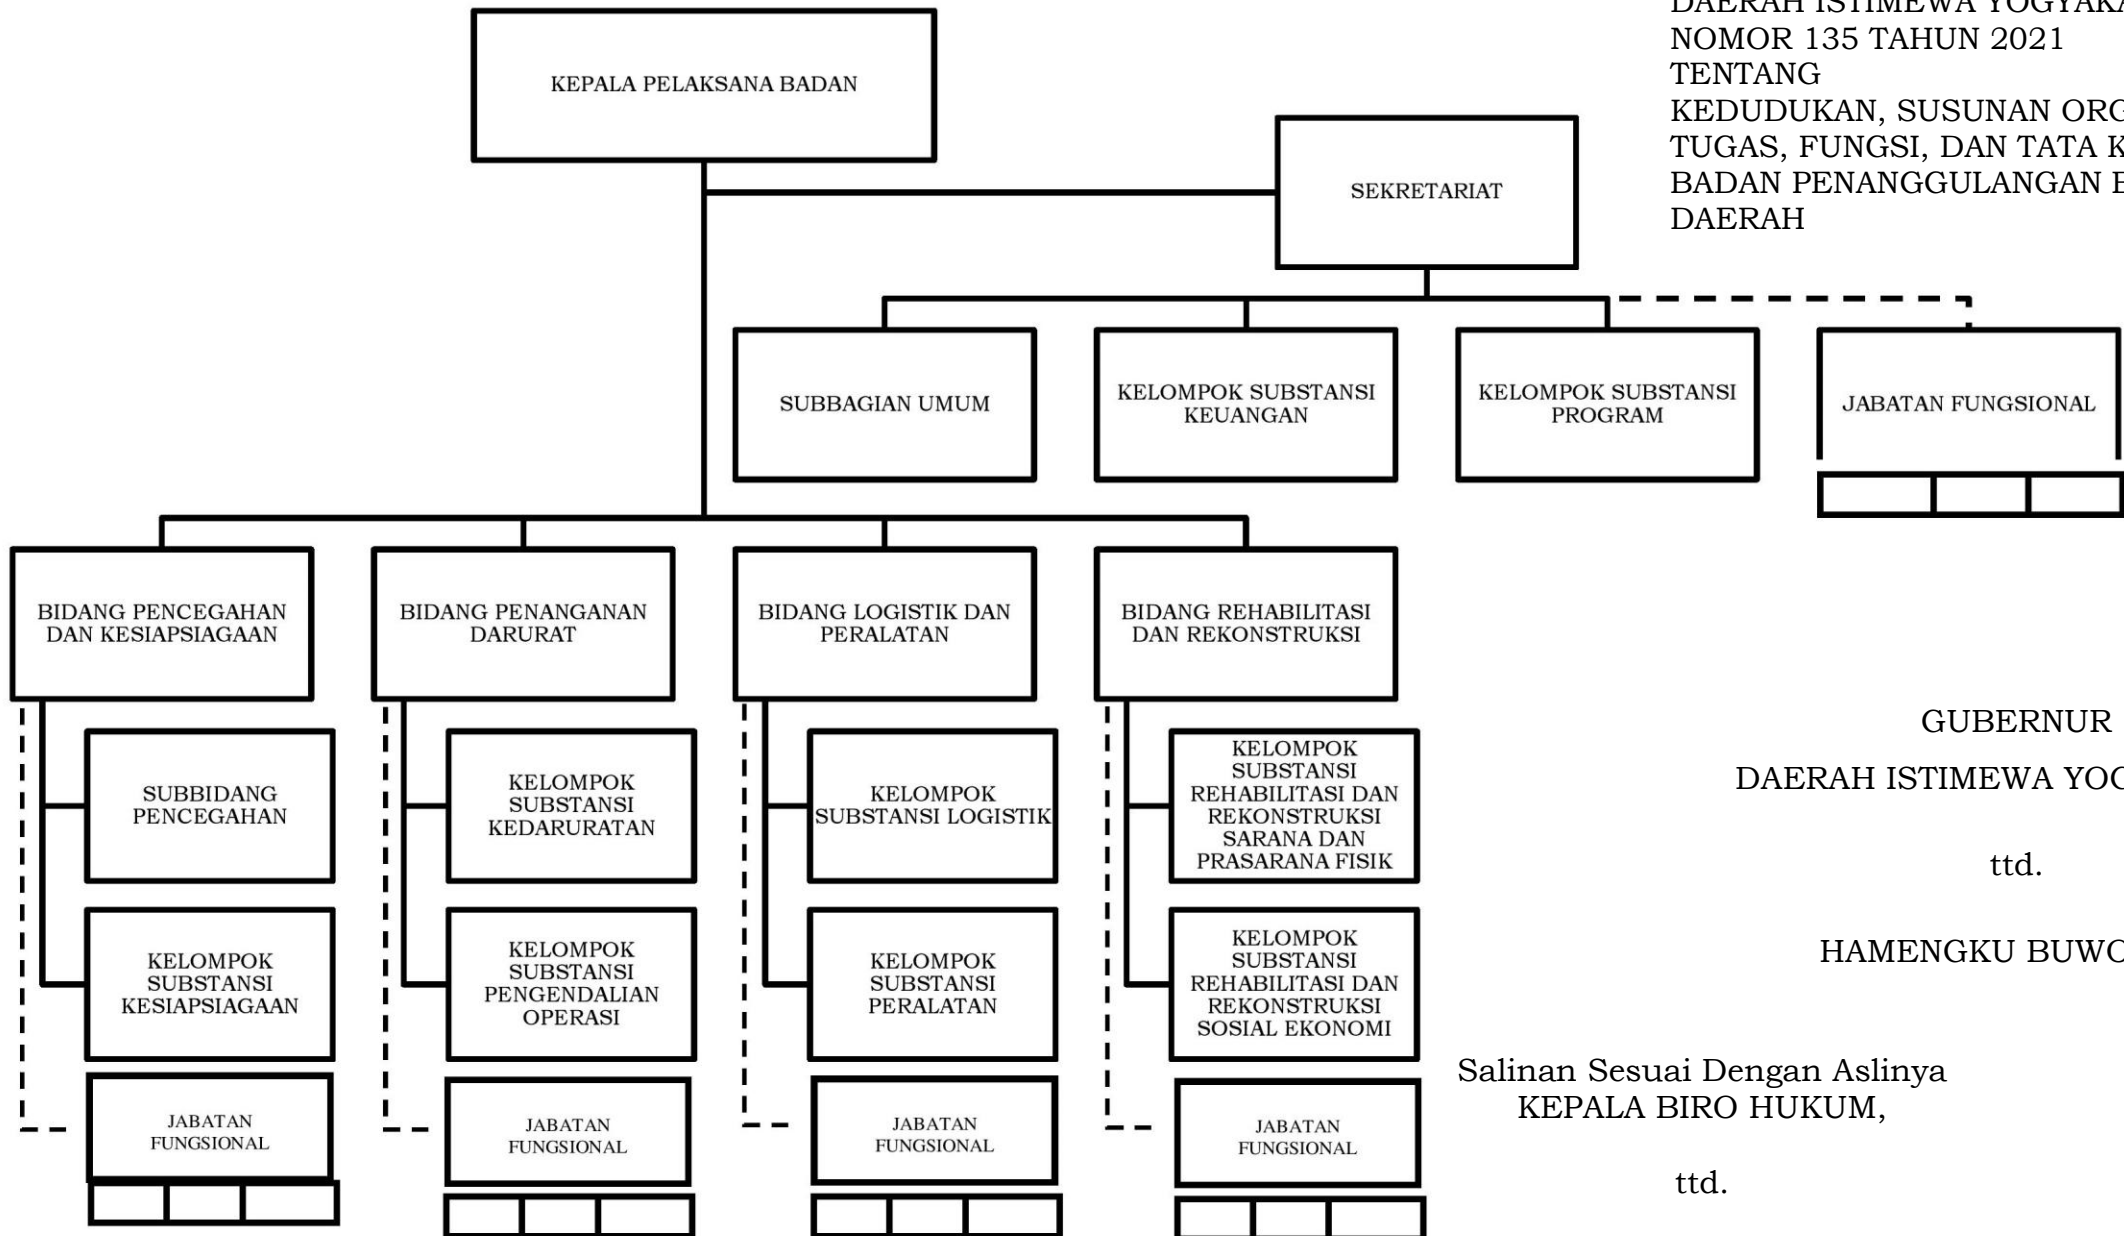 DAERAH ISTIMEWA
NOMOR 135 TAHUN 2021
TENTANG
KEDUDUKAN, SUSUNAN
TUGAS, FUNGSI, DAN TATA
BADAN PENANGGULANGAN
DAERAH
KEPALA PELAKSANA BADAN
SEKRETARIAT
SUBBAGIAN UMUM
KELOMPOK SUBSTANSI
KEUANGAN
KELOMPOK SUBSTANSI
PROGRAM
JABATAN FUNGSIONAL
BIDANG PENCEGAHAN
DAN KESIAPSIAGAAN
BIDANG PENANGANAN
DARURAT
BIDANG LOGISTIK DAN
PERALATAN
BIDANG REHABILITASI
DAN REKONSTRUKSI
SUBBIDANG
PENCEGAHAN
KELOMPOK
SUBSTANSI
KEDARURATAN
KELOMPOK
SUBSTANSI LOGISTIK
KELOMPOK
SUBSTANSI
REHABILITASI DAN
REKONSTRUKSI
SARANA DAN
PRASARANA FISIK
KELOMPOK
SUBSTANSI
KESIAPSIAGAAN
KELOMPOK
SUBSTANSI
PENGENDALIAN
OPERASI
KELOMPOK
SUBSTANSI
PERALATAN
KELOMPOK
SUBSTANSI
REHABILITASI DAN
REKONSTRUKSI
SOSIAL EKONOMI
JABATAN
FUNGSIONAL
JABATAN
FUNGSIONAL
JABATAN
FUNGSIONAL
JABATAN
FUNGSIONAL
GUBERNUR
DAERAH ISTIMEWA
ttd.
HAMENGKU
Salinan Sesuai Dengan Aslinya
KEPALA BIRO HUKUM,
ttd.